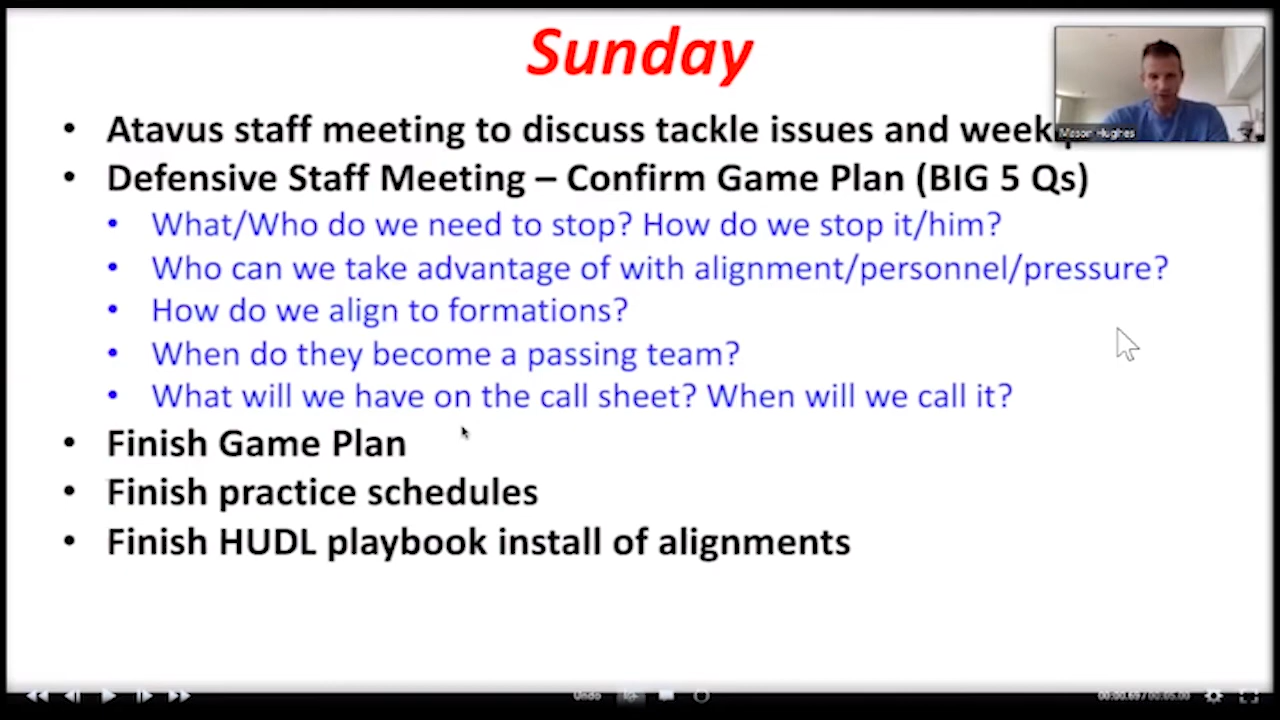 Sunday
• Atavus staff meeting to discuss tackle issues and week
Mason Hughes
• Defensive Staff Meeting – Confirm Game Plan (BIG 5 Qs)
• What/Who do we need to stop? How do we stop it/him?
• Who can we take advantage of with alignment/personnel/pressure?
• How do we align to formations?
• When do they become a passing team?
• What will we have on the call sheet? When will we call it?
• Finish Game Plan
• Finish practice schedules
• Finish HUDL playbook install of alignments
Undo